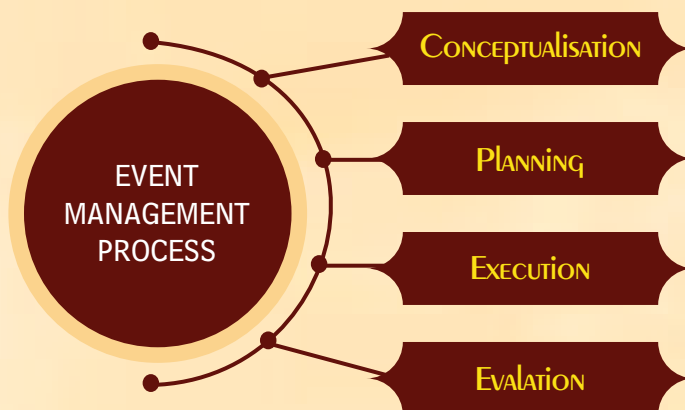 EVENT
MANAGEMENT
PROCESS
Conceptualisation
Planning
Execution
Evalation